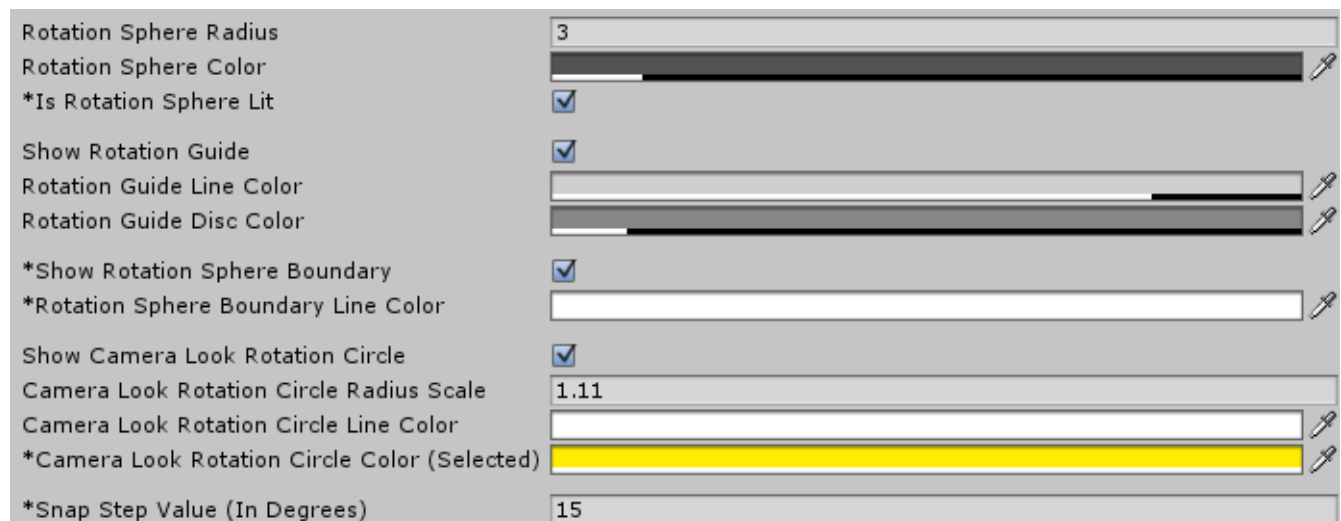 Rotation Sphere Radius 3
Rotation Sphere Color
*Is Rotation Sphere Lit
Show Rotation Guide
Rotation Guide Line Color
Rotation Guide Disc Color
*Show Rotation Sphere Boundary
*Rotation Sphere Boundary Line Color
Show Camera Look Rotation Circle
Camera Look Rotation Circle Radius Scale 1.11
Camera Look Rotation Circle Line Color
*Camera Look Rotation Circle Color (Selected)
*Snap Step Value (In Degrees) 15